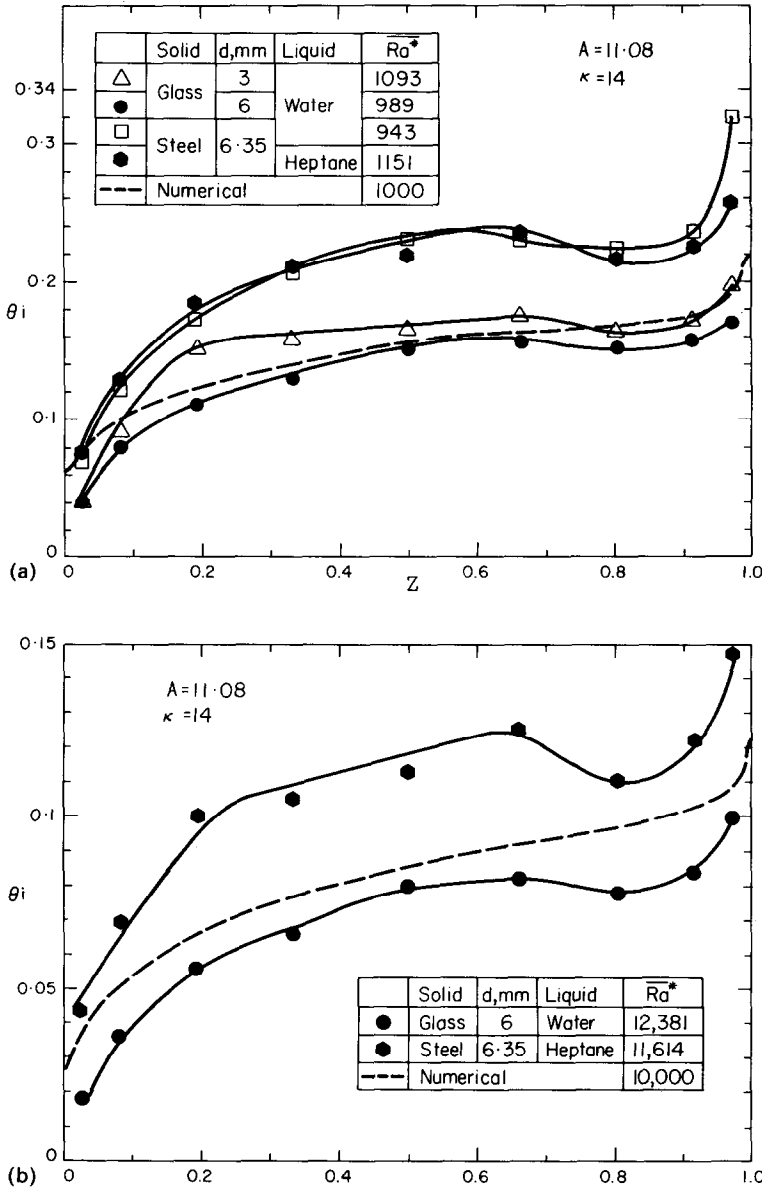 Solid d,mm Liquid Ra*
Glass 3 Water 1093
6 989
Steel 6·35 943
Heptane 1151
Numerical 1000
A=11·08
κ=14
0·34
0·3
0·2
θi
0·1
0
(a)
0 0.2 0.4 0.6 0.8 1.0
Z
0·15
A=11·08
κ=14
0·1
θi
0·05
Solid d,mm Liquid Ra*
Glass 6 Water 12,381
Steel 6·35 Heptane 11,614
Numerical 10,000
0
(b)
0 0.2 0.4 0.6 0.8 1.0